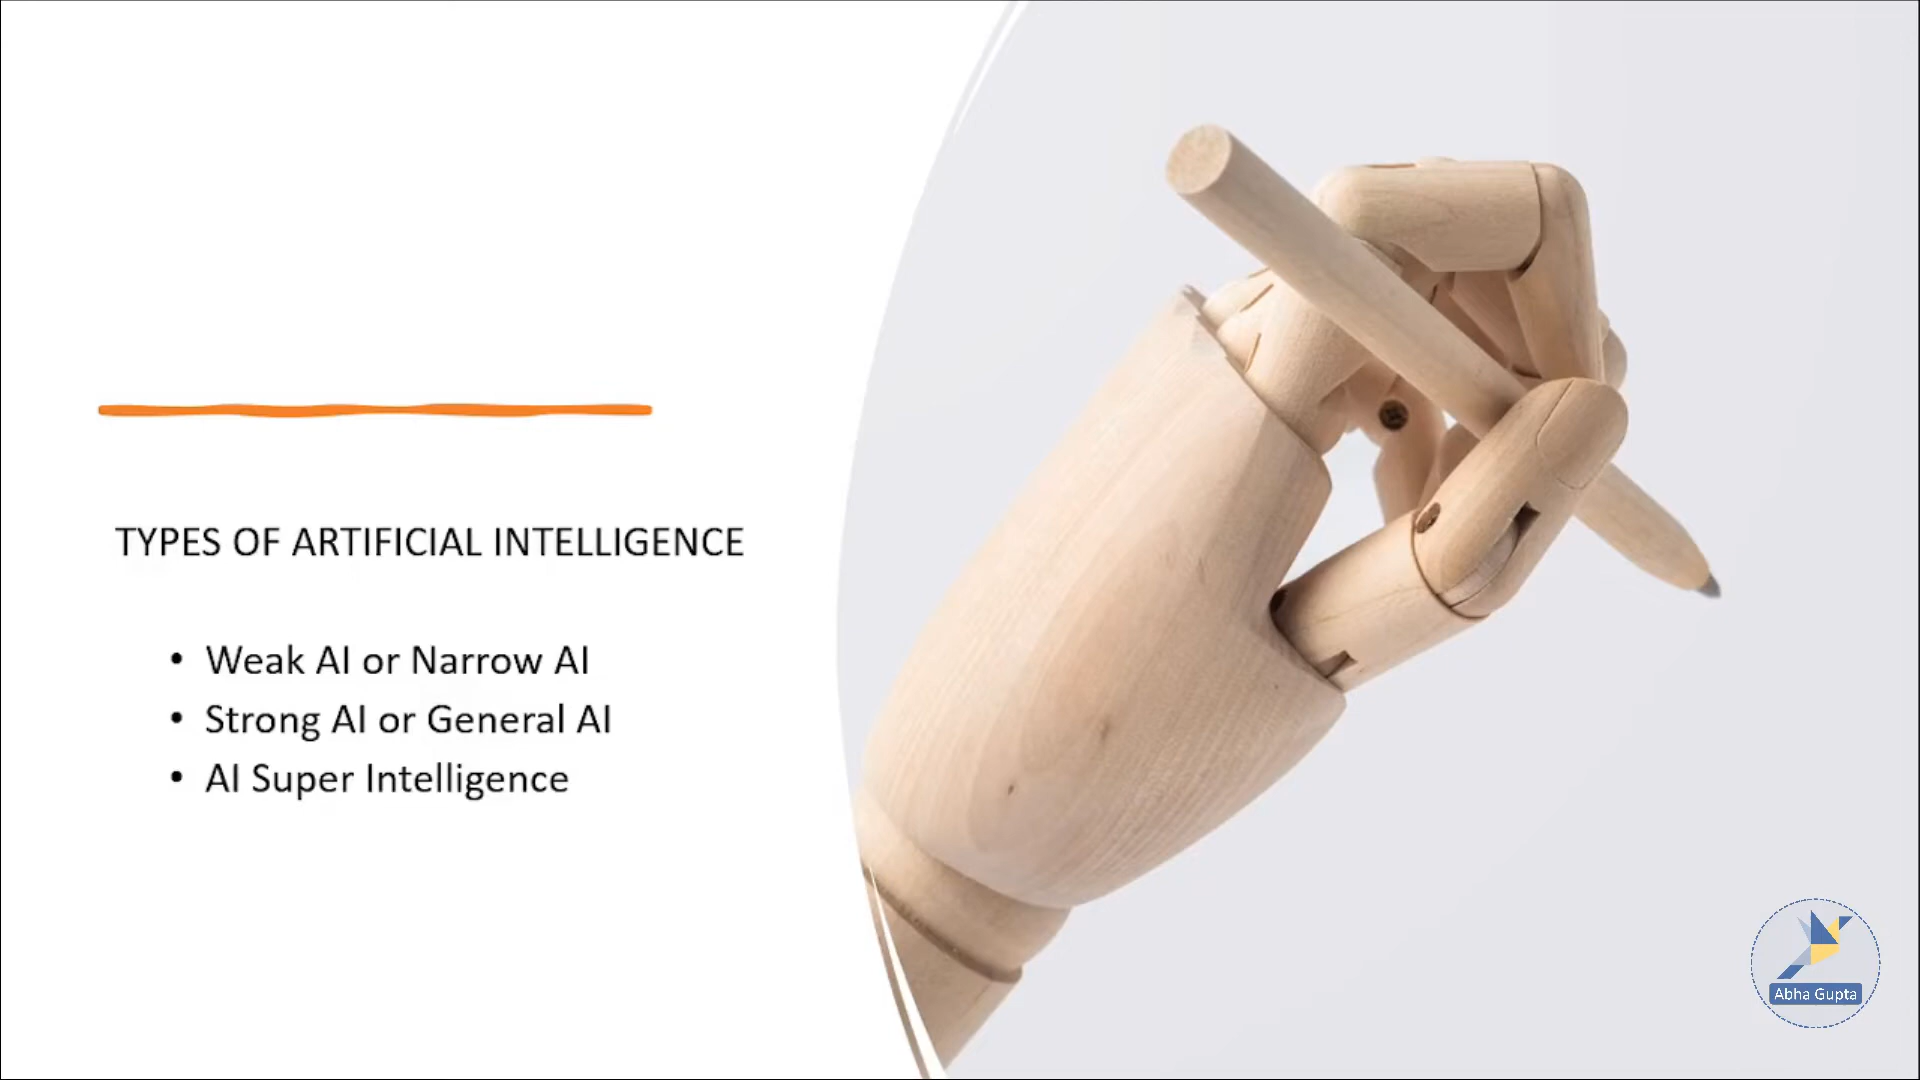 TYPES OF ARTIFICIAL INTELLIGENCE
• Weak AI or Narrow AI
• Strong AI or General AI
• AI Super Intelligence
Abha Gupta